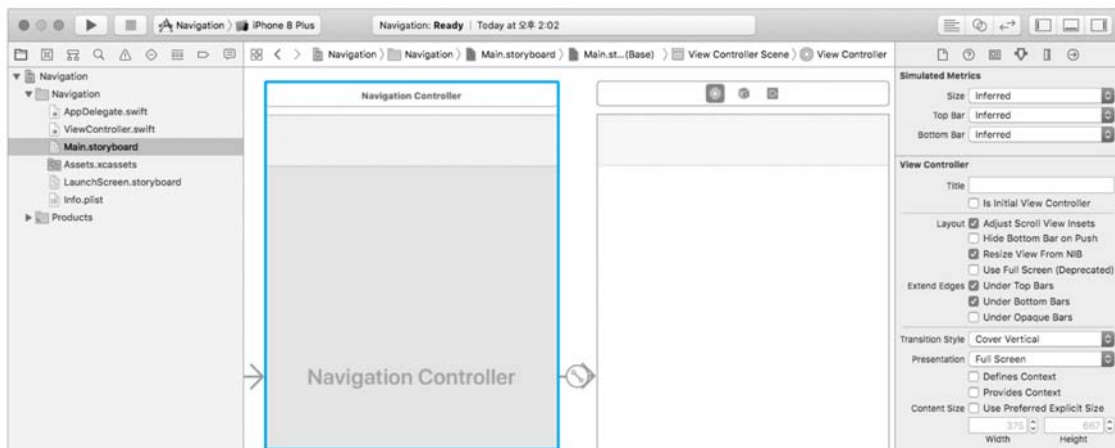 Navigation 〉 iPhone 8 Plus
Navigation: Ready | Today at 오후 2:02
Navigation 〉 Navigation 〉 Main.storyboard 〉 Main.st...(Base) 〉 View Controller Scene 〉 View Controller
Navigation
Navigation
AppDelegate.swift
ViewController.swift
Main.storyboard
Assets.xcassets
LaunchScreen.storyboard
Info.plist
Products
Navigation Controller
Navigation Controller
Simulated Metrics
Size Inferred
Top Bar Inferred
Bottom Bar Inferred
View Controller
Title
Is Initial View Controller
Layout Adjust Scroll View Insets
Hide Bottom Bar on Push
Resize View From NIB
Use Full Screen (Deprecated)
Extend Edges Under Top Bars
Under Bottom Bars
Under Opaque Bars
Transition Style Cover Vertical
Presentation Full Screen
Defines Context
Provides Context
Content Size Use Preferred Explicit Size
375 667
Width Height